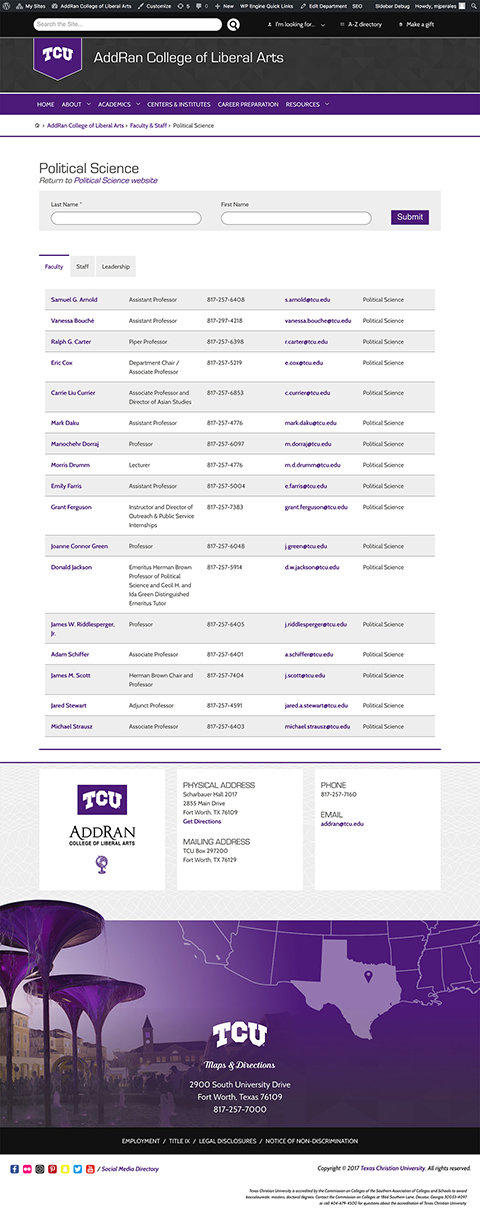 My Sites AddRan College of Liberal Arts Customize 5 0 New WP Engine Quick Links Edit Department SEO Sidebar Debug Howdy, mjperales
Search the Site... I'm looking for... A-Z directory Make a gift
TCU AddRan College of Liberal Arts
HOME ABOUT ACADEMICS CENTERS & INSTITUTES CAREER PREPARATION RESOURCES
› AddRan College of Liberal Arts › Faculty & Staff › Political Science
Political Science
Return to Political Science website
Last Name * First Name
Submit
Faculty Staff Leadership
Samuel G. Arnold Assistant Professor 817-257-6408 s.arnold@tcu.edu Political Science
Vanessa Bouché Assistant Professor 817-297-4218 vanessa.bouche@tcu.edu Political Science
Ralph G. Carter Piper Professor 817-257-6398 r.carter@tcu.edu Political Science
Eric Cox Department Chair / 817-257-5219 e.cox@tcu.edu Political Science
Associate Professor
Carrie Liu Currier Associate Professor and 817-257-6853 c.currier@tcu.edu Political Science
Director of Asian Studies
Mark Daku Assistant Professor 817-257-4776 mark.daku@tcu.edu Political Science
Manochehr Dorraj Professor 817-257-6097 m.dorraj@tcu.edu Political Science
Morris Drumm Lecturer 817-257-4776 m.d.drumm@tcu.edu Political Science
Emily Farris Assistant Professor 817-257-5004 e.farris@tcu.edu Political Science
Grant Ferguson Instructor and Director of 817-257-7383 grant.ferguson@tcu.edu Political Science
Outreach & Public Service
Internships
Joanne Connor Green Professor 817-257-6048 j.green@tcu.edu Political Science
Donald Jackson Emeritus Herman Brown 817-257-5914 d.w.jackson@tcu.edu Political Science
Professor of Political
Science and Cecil H. and
Ida Green Distinguished
Emeritus Tutor
James W. Riddlesperger, Professor 817-257-6405 j.riddlesperger@tcu.edu Political Science
Jr.
Adam Schiffer Associate Professor 817-257-6401 a.schiffer@tcu.edu Political Science
James M. Scott Herman Brown Chair and 817-257-7404 j.scott@tcu.edu Political Science
Professor
Jared Stewart Adjunct Professor 817-257-4591 jared.a.stewart@tcu.edu Political Science
Michael Strausz Associate Professor 817-257-6403 michael.strausz@tcu.edu Political Science
TCU
ADDRAN
COLLEGE OF LIBERAL ARTS
PHYSICAL ADDRESS
Scharbauer Hall 2017
2855 Main Drive
Fort Worth, TX 76109
Get Directions
MAILING ADDRESS
TCU Box 297200
Fort Worth, TX 76129
PHONE
817-257-7160
EMAIL
addran@tcu.edu
TCU
Maps & Directions
2900 South University Drive
Fort Worth, Texas 76109
817-257-7000
EMPLOYMENT / TITLE IX / LEGAL DISCLOSURES / NOTICE OF NON-DISCRIMINATION
/ Social Media Directory Copyright © 2017 Texas Christian University. All rights reserved.
Texas Christian University is accredited by the Commission on Colleges of the Southern Association of Colleges and Schools to award
baccalaureate, masters, doctoral degrees. Contact the Commission on Colleges at 1866 Southern Lane, Decatur, Georgia 30033-4097
or call 404-679-4500 for questions about the accreditation of Texas Christian University.